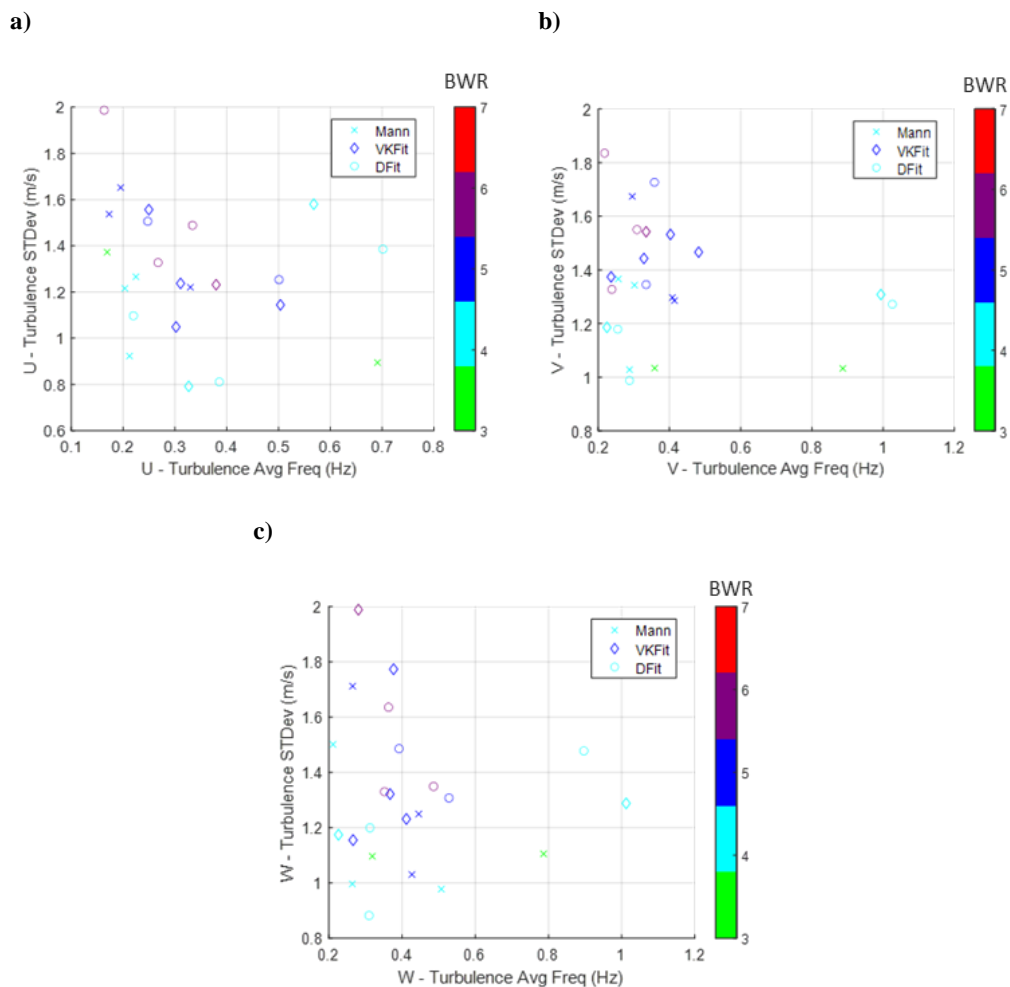 a)
BWR
2
1.8
1.6
1.4
1.2
1
0.8
0.6
0.1 0.2 0.3 0.4 0.5 0.6 0.7 0.8
U - Turbulence Avg Freq (Hz)
U - Turbulence STDev (m/s)
Mann
VKFit
DFit
7
6
5
4
3
b)
BWR
2
1.8
1.6
1.4
1.2
1
0.8
0.2 0.4 0.6 0.8 1 1.2
V - Turbulence Avg Freq (Hz)
V - Turbulence STDev (m/s)
Mann
VKFit
DFit
7
6
5
4
3
c)
BWR
2
1.8
1.6
1.4
1.2
1
0.8
0.2 0.4 0.6 0.8 1 1.2
W - Turbulence Avg Freq (Hz)
W - Turbulence STDev (m/s)
Mann
VKFit
DFit
7
6
5
4
3